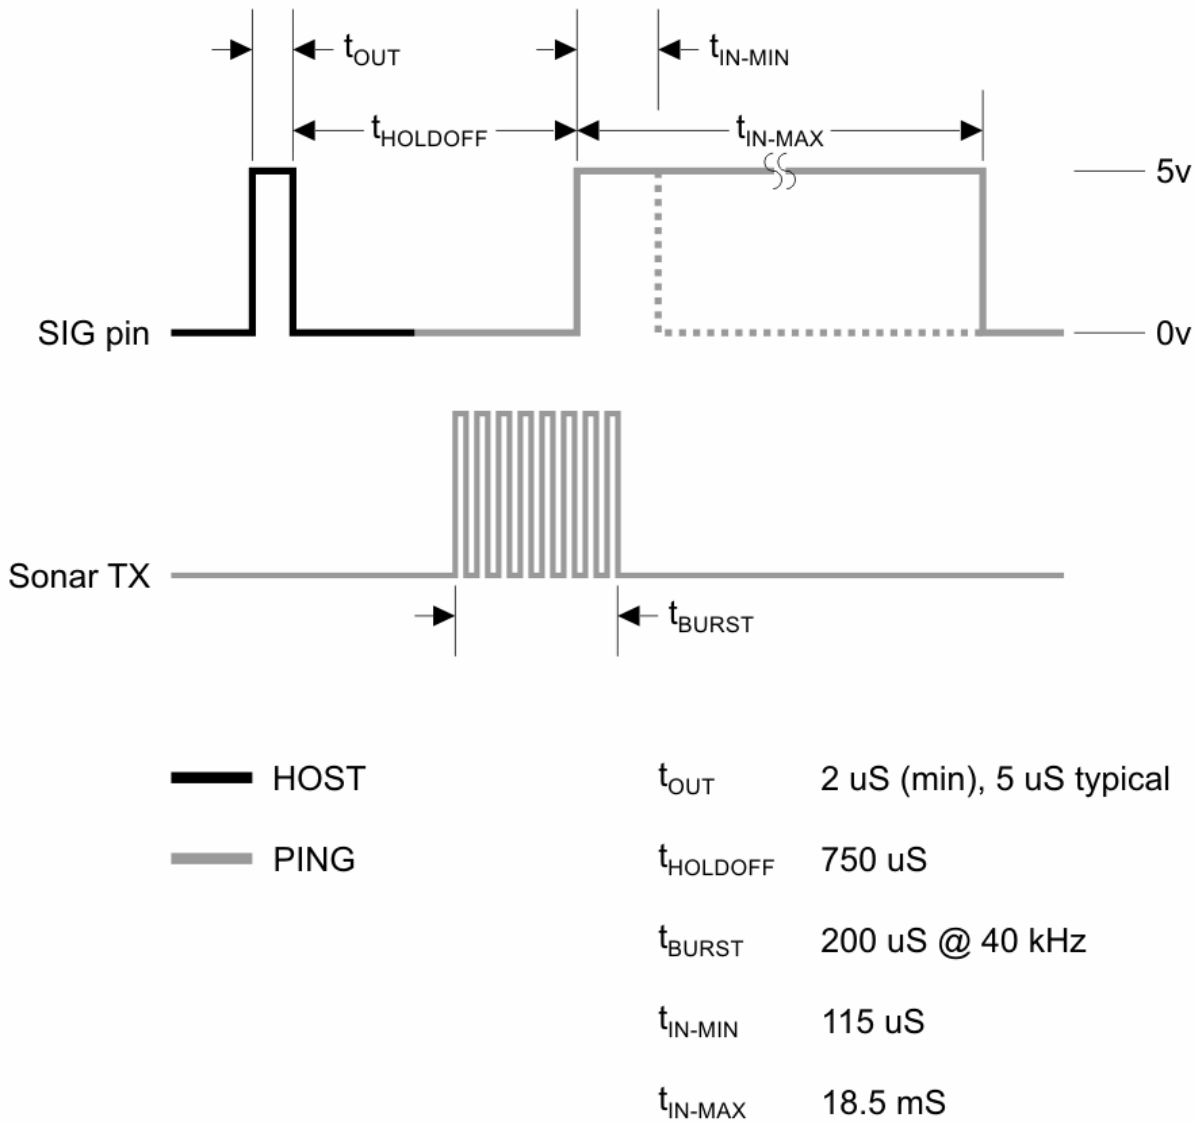 tOUT
tIN-MIN
tHOLDOFF
tIN-MAX
5v
SIG pin
0v
Sonar TX
tBURST
HOST
PING
tOUT 2 uS (min), 5 uS typical
tHOLDOFF 750 uS
tBURST 200 uS @ 40 kHz
tIN-MIN 115 uS
tIN-MAX 18.5 mS